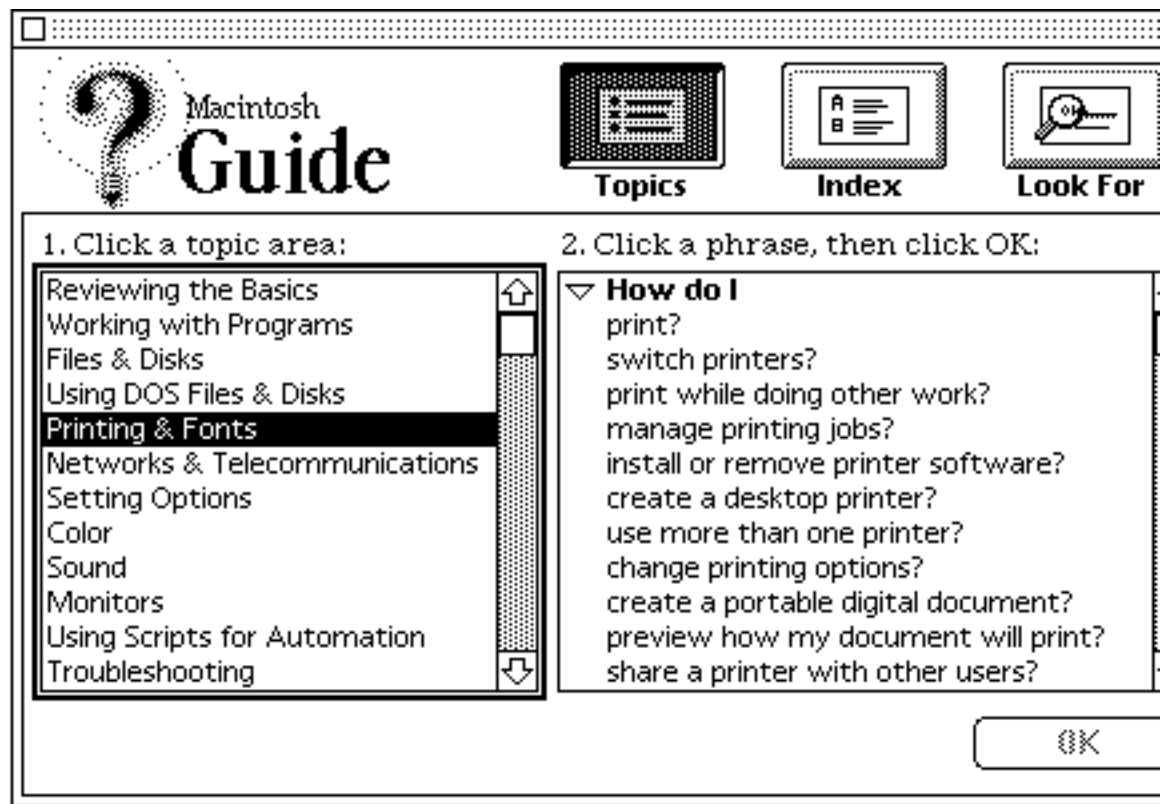 Macintosh
Guide
Topics
Index
Look For
1. Click a topic area:
Reviewing the Basics
Working with Programs
Files & Disks
Using DOS Files & Disks
Printing & Fonts
Networks & Telecommunications
Setting Options
Color
Sound
Monitors
Using Scripts for Automation
Troubleshooting
2. Click a phrase, then click OK:
How do I
print?
switch printers?
print while doing other work?
manage printing jobs?
install or remove printer software?
create a desktop printer?
use more than one printer?
change printing options?
create a portable digital document?
preview how my document will print?
share a printer with other users?
OK